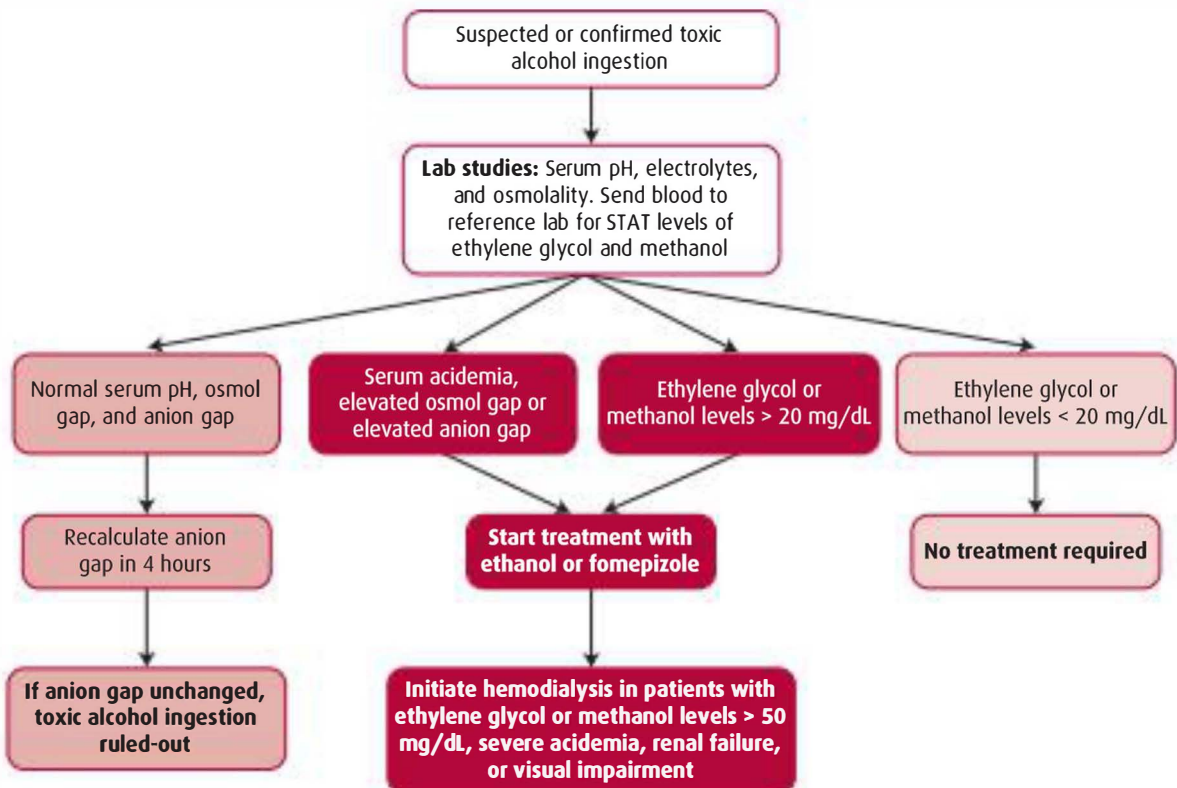 Suspected or confirmed toxic
alcohol ingestion
Lab studies: Serum pH, electrolytes,
and osmolality. Send blood to
reference lab for STAT levels of
ethylene glycol and methanol
Normal serum pH, osmol
gap, and anion gap
Serum acidemia,
elevated osmol gap or
elevated anion gap
Ethylene glycol or
methanol levels > 20 mg/dL
Ethylene glycol or
methanol levels < 20 mg/dL
Recalculate anion
gap in 4 hours
Start treatment with
ethanol or fomepizole
No treatment required
If anion gap unchanged,
toxic alcohol ingestion
ruled-out
Initiate hemodialysis in patients with
ethylene glycol or methanol levels > 50
mg/dL, severe acidemia, renal failure,
or visual impairment